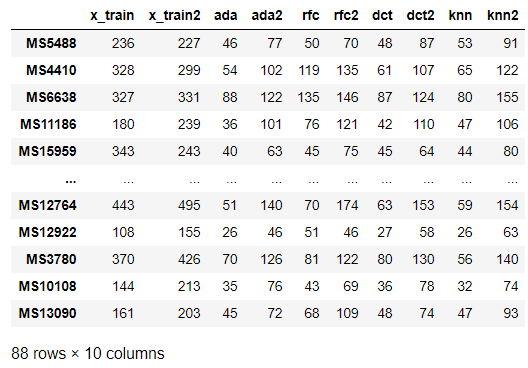 x_train x_train2 ada ada2 rfc rfc2 dct dct2 knn knn2
MS5488 236 227 46 77 50 70 48 87 53 91
MS4410 328 299 54 102 119 135 61 107 65 122
MS6638 327 331 88 122 135 146 87 124 80 155
MS11186 180 239 36 101 76 121 42 110 47 106
MS15959 343 243 40 63 45 75 45 64 44 80
... ... ... ... ... ... ... ... ... ... ...
MS12764 443 495 51 140 70 174 63 153 59 154
MS12922 108 155 26 46 51 46 27 58 26 63
MS3780 370 426 70 126 81 122 80 130 56 140
MS10108 144 213 35 76 43 69 36 78 32 74
MS13090 161 203 45 72 68 109 48 74 47 93
88 rows × 10 columns